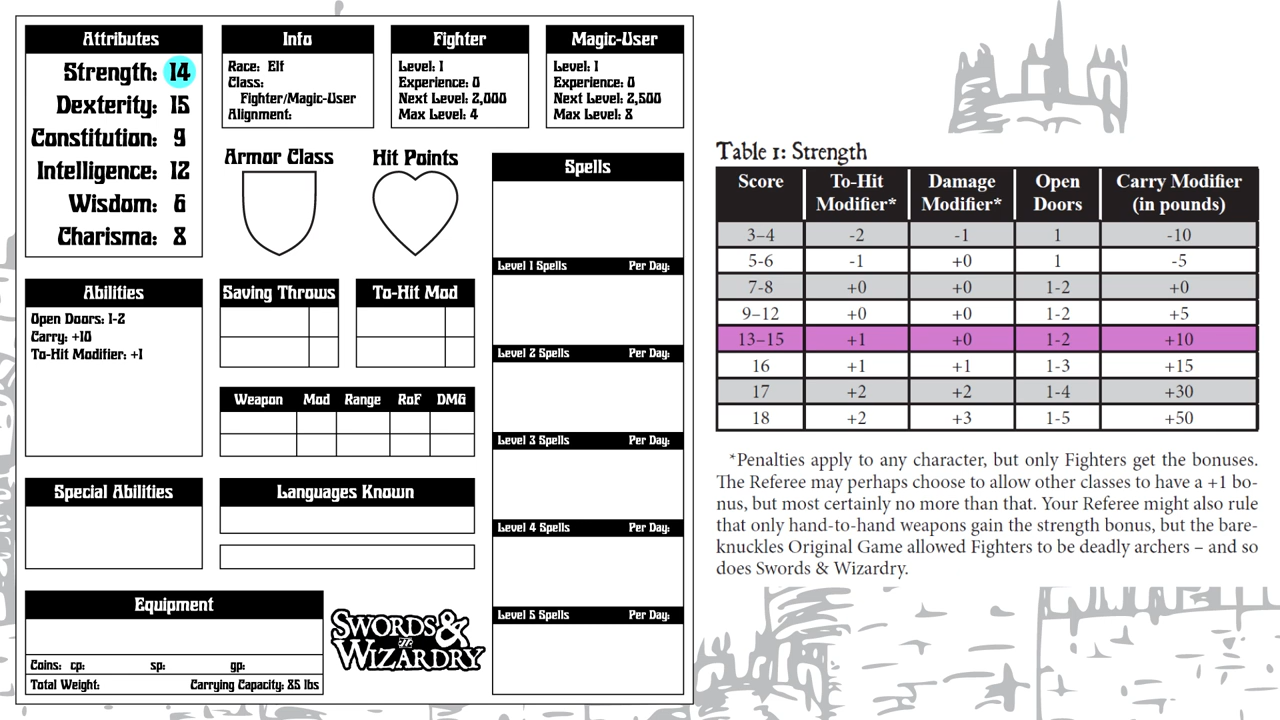 Attributes
Strength: 14
Dexterity: 15
Constitution: 9
Intelligence: 12
Wisdom: 6
Charisma: 8
Info
Race: Elf
Class:
Fighter/Magic-User
Alignment:
Fighter
Level: 1
Experience: 0
Next Level: 2,000
Max Level: 4
Magic-User
Level: 1
Experience: 0
Next Level: 2,500
Max Level: 8
Armor Class
Hit Points
Spells
Level 1 Spells Per Day:
Level 2 Spells Per Day:
Level 3 Spells Per Day:
Level 4 Spells Per Day:
Level 5 Spells Per Day:
Abilities
Open Doors: 1-2
Carry: +10
To-Hit Modifier: +1
Saving Throws
To-Hit Mod
Weapon Mod Range RoF DMG
Special Abilities
Languages Known
Equipment
Coins: cp: sp: gp:
Total Weight: Carrying Capacity: 85 lbs
SWORDS &
WIZARDRY
Table 1: Strength
Score To-Hit Modifier* Damage Modifier* Open Doors Carry Modifier (in pounds)
3–4 -2 -1 1 -10
5-6 -1 +0 1 -5
7-8 +0 +0 1-2 +0
9–12 +0 +0 1-2 +5
13–15 +1 +0 1-2 +10
16 +1 +1 1-3 +15
17 +2 +2 1-4 +30
18 +2 +3 1-5 +50
*Penalties apply to any character, but only Fighters get the bonuses.
The Referee may perhaps choose to allow other classes to have a +1 bo-
nus, but most certainly no more than that. Your Referee might also rule
that only hand-to-hand weapons gain the strength bonus, but the bare-
knuckles Original Game allowed Fighters to be deadly archers – and so
does Swords & Wizardry.